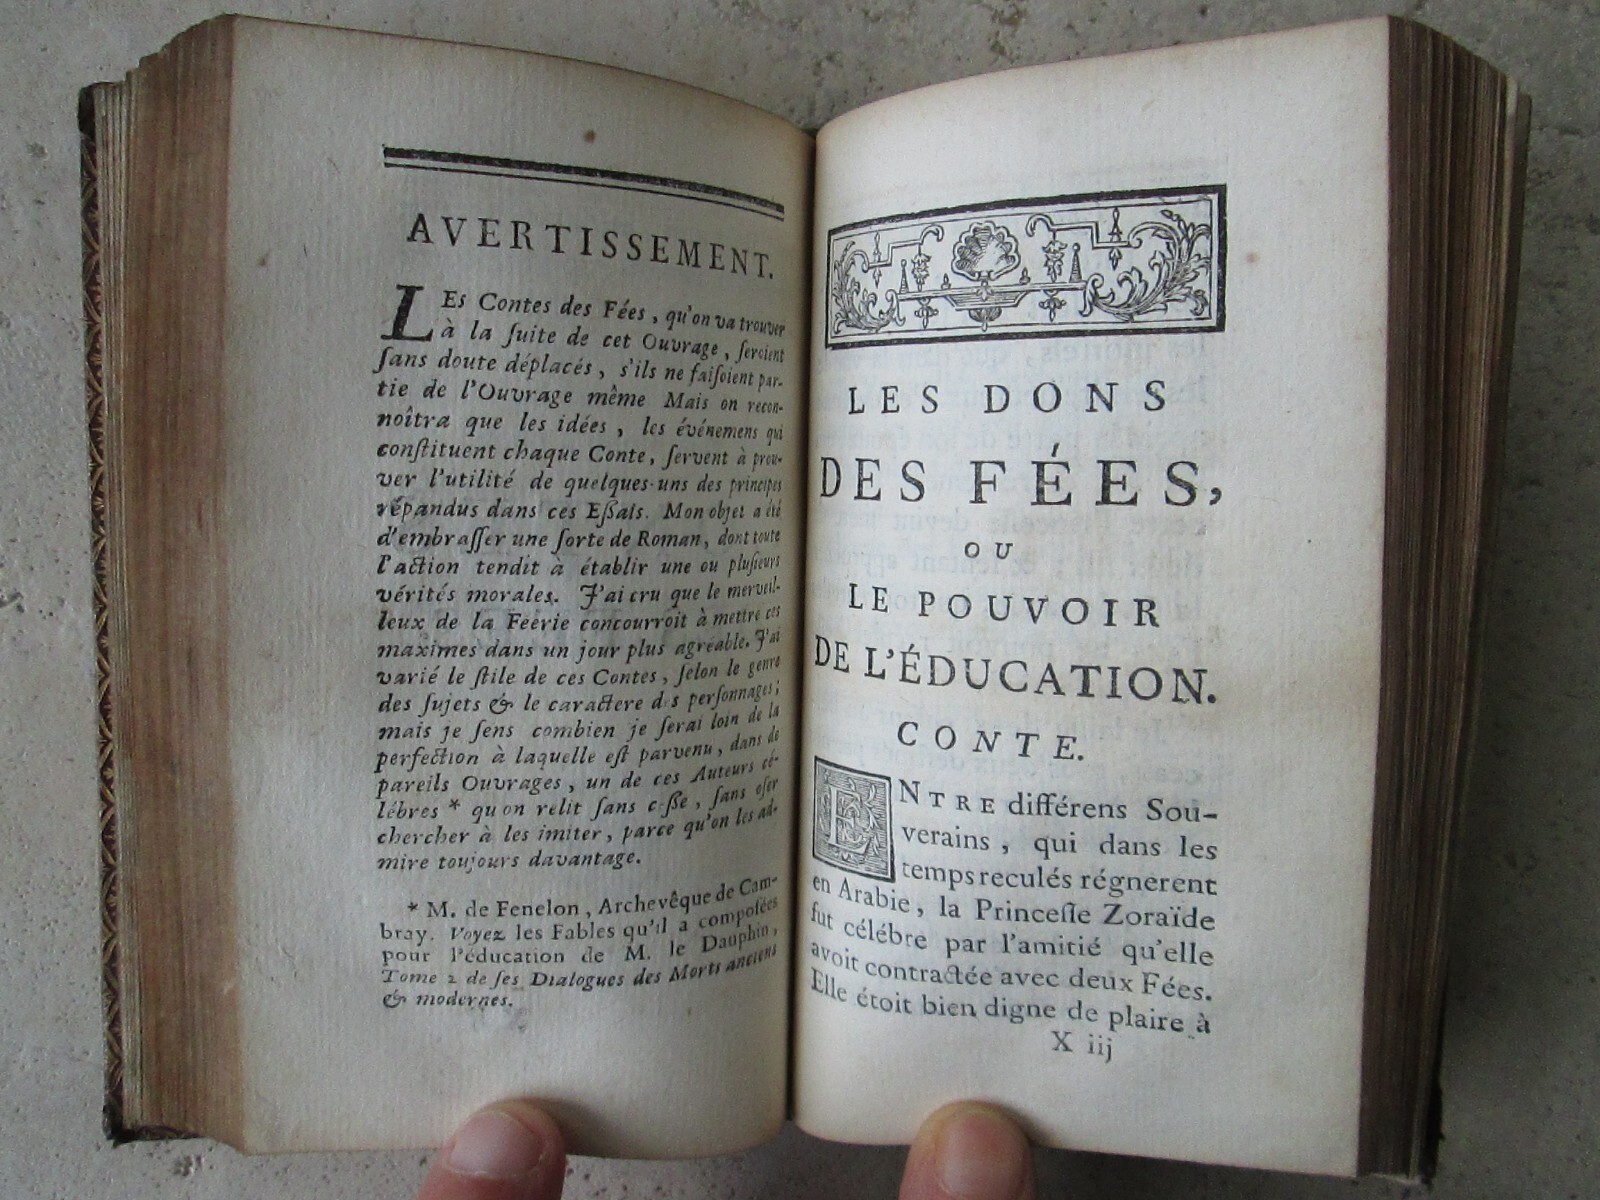 AVERTISSEMENT.
LEs Contes des Fées, qu'on va trouver
à la ſuite de cet Ouvrage, ſeroient
ſans doute déplacés, s'ils ne faiſoient par-
tie de l'Ouvrage même Mais on recon-
noîtra que les idées, les événemens qui
conſtituent chaque Conte, ſervent à prou-
ver l'utilité de quelques-uns des principes
répandus dans ces Eſſais. Mon objet a été
d'embraſſer une ſorte de Roman, dont toute
l'action tendit à établir une ou pluſieurs
vérités morales. J'ai cru que le merveil-
leux de la Féerie concourroit à mettre ces
maximes dans un jour plus agréable. J'ai
varié le ſtile de ces Contes, ſelon le genre
des ſujets & le caractere des perſonnages;
mais je ſens combien je ſerai loin de la
perfection à laquelle eſt parvenu, dans de
pareils Ouvrages, un de ces Auteurs cé-
lébres * qu'on relit ſans ceſſe, ſans oſer
chercher à les imiter, parce qu'on les ad-
mire toujours davantage.
* M. de Fenelon, Archevêque de Cam-
bray. Voyez les Fables qu'il a compoſées
pour l'éducation de M. le Dauphin,
Tome 2 de ſes Dialogues des Morts anciens
& modernes.
LES DONS
DES FÉES,
OU
LE POUVOIR
DE L'ÉDUCATION.
CONTE.
ENTRE différens Sou-
verains, qui dans les
temps reculés régnerent
en Arabie, la Princeſſe Zoraïde
fut célébre par l'amitié qu'elle
avoit contractée avec deux Fées.
Elle étoit bien digne de plaire à
X iij